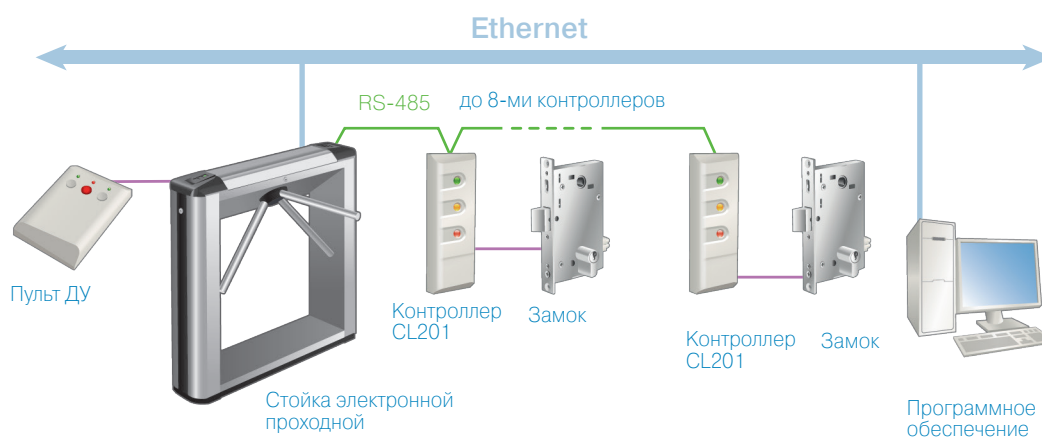 Ethernet
RS-485
до 8-ми контроллеров
Пульт ДУ
Контроллер
CL201
Замок
Контроллер
CL201
Замок
Стойка электронной
проходной
Программное
обеспечение